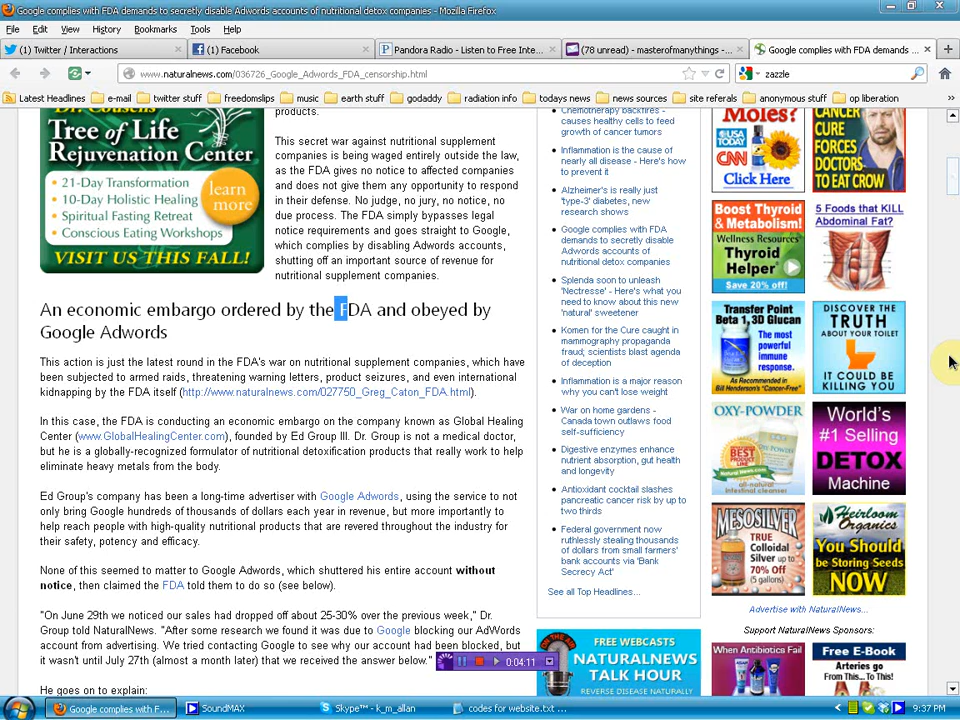 Google complies with FDA demands to secretly disable Adwords accounts of nutritional detox companies - Mozilla Firefox
File Edit View History Bookmarks Tools Help
(1) Twitter / Interactions
(1) Facebook
Pandora Radio - Listen to Free Inte...
(78 unread) - masterofmanythings - ...
Google complies with FDA demands ...
www.naturalnews.com/036726_Google_Adwords_FDA_censorship.html
zazzle
Latest Headlines e-mail twitter stuff freedomslips music earth stuff godaddy radiation info todays news news sources site referals anonymous stuff op liberation
Tree of Life
Rejuvenation Center
• 21-Day Transformation
• 10-Day Holistic Healing
• Spiritual Fasting Retreat
• Conscious Eating Workshops
learn
more
VISIT US THIS FALL!
products.
This secret war against nutritional supplement
companies is being waged entirely outside the law,
as the FDA gives no notice to affected companies
and does not give them any opportunity to respond
in their defense. No judge, no jury, no notice, no
due process. The FDA simply bypasses legal
notice requirements and goes straight to Google,
which complies by disabling Adwords accounts,
shutting off an important source of revenue for
nutritional supplement companies.
An economic embargo ordered by the FDA and obeyed by
Google Adwords
This action is just the latest round in the FDA's war on nutritional supplement companies, which have
been subjected to armed raids, threatening warning letters, product seizures, and even international
kidnapping by the FDA itself (http://www.naturalnews.com/027750_Greg_Caton_FDA.html).
In this case, the FDA is conducting an economic embargo on the company known as Global Healing
Center (www.GlobalHealingCenter.com), founded by Ed Group III. Dr. Group is not a medical doctor,
but he is a globally-recognized formulator of nutritional detoxification products that really work to help
eliminate heavy metals from the body.
Ed Group's company has been a long-time advertiser with Google Adwords, using the service to not
only bring Google hundreds of thousands of dollars each year in revenue, but more importantly to
help reach people with high-quality nutritional products that are revered throughout the industry for
their safety, potency and efficacy.
None of this seemed to matter to Google Adwords, which shuttered his entire account without
notice, then claimed the FDA told them to do so (see below).
"On June 29th we noticed our sales had dropped off about 25-30% over the previous week," Dr.
Group told NaturalNews. "After some research we found it was due to Google blocking our AdWords
account from advertising. We tried contacting Google to see why our account had been blocked, but
it wasn't until July 27th (almost a month later) that we received the answer below."
He goes on to explain:
0:04:11
Chemotherapy backfires -
causes healthy cells to feed
growth of cancer tumors
Inflammation is the cause of
nearly all disease - Here's how
to prevent it
Alzheimer's is really just
'type-3' diabetes, new
research shows
Google complies with FDA
demands to secretly disable
Adwords accounts of
nutritional detox companies
Splenda soon to unleash
'Nectresse' - Here's what you
need to know about this new
'natural' sweetener
Komen for the Cure caught in
mammography propaganda
fraud; scientists blast agenda
of deception
Inflammation is a major reason
why you can't lose weight
War on home gardens -
Canada town outlaws food
self-sufficiency
Digestive enzymes enhance
nutrient absorption, gut health
and longevity
Antioxidant cocktail slashes
pancreatic cancer risk by up to
two thirds
Federal government now
ruthlessly stealing thousands
of dollars from small farmers'
bank accounts via 'Bank
Secrecy Act'
See all Top Headlines...
FREE WEBCASTS
NATURALNEWS
TALK HOUR
REVERSE DISEASE NATURALLY
ON THE AIR
Moles?
USA
TODAY
CNN
Click Here
CANCER
CURE
FORCES
DOCTORS
TO EAT CROW
Boost Thyroid
& Metabolism!
Wellness Resources'
Thyroid
Helper
Save 20% off!
5 Foods that KILL
Abdominal Fat?
Transfer Point
Beta 1,3D Glucan
The most
powerful
immune
response.
As Recommended in
Bill Henderson's "Cancer-Free"
DISCOVER THE
TRUTH
ABOUT YOUR TOILET
IT COULD BE
KILLING YOU
OXY-POWDER
BEST
PRODUCT
LINE
all-natural
intestinal cleanser
World's
#1 Selling
DETOX
Machine
MESOSILVER
TRUE
Colloidal
Silver up to
70% Off
(5 gallons)
Heirloom
Organics
You Should
be Storing Seeds
NOW
Advertise with NaturalNews...
Support NaturalNews Sponsors:
When Antibiotics Fail
Free E-Book
Arteries go
From This... To This...
Google complies with F...
SoundMAX
Skype™ - k_m_allan
codes for website.txt ...
9:37 PM